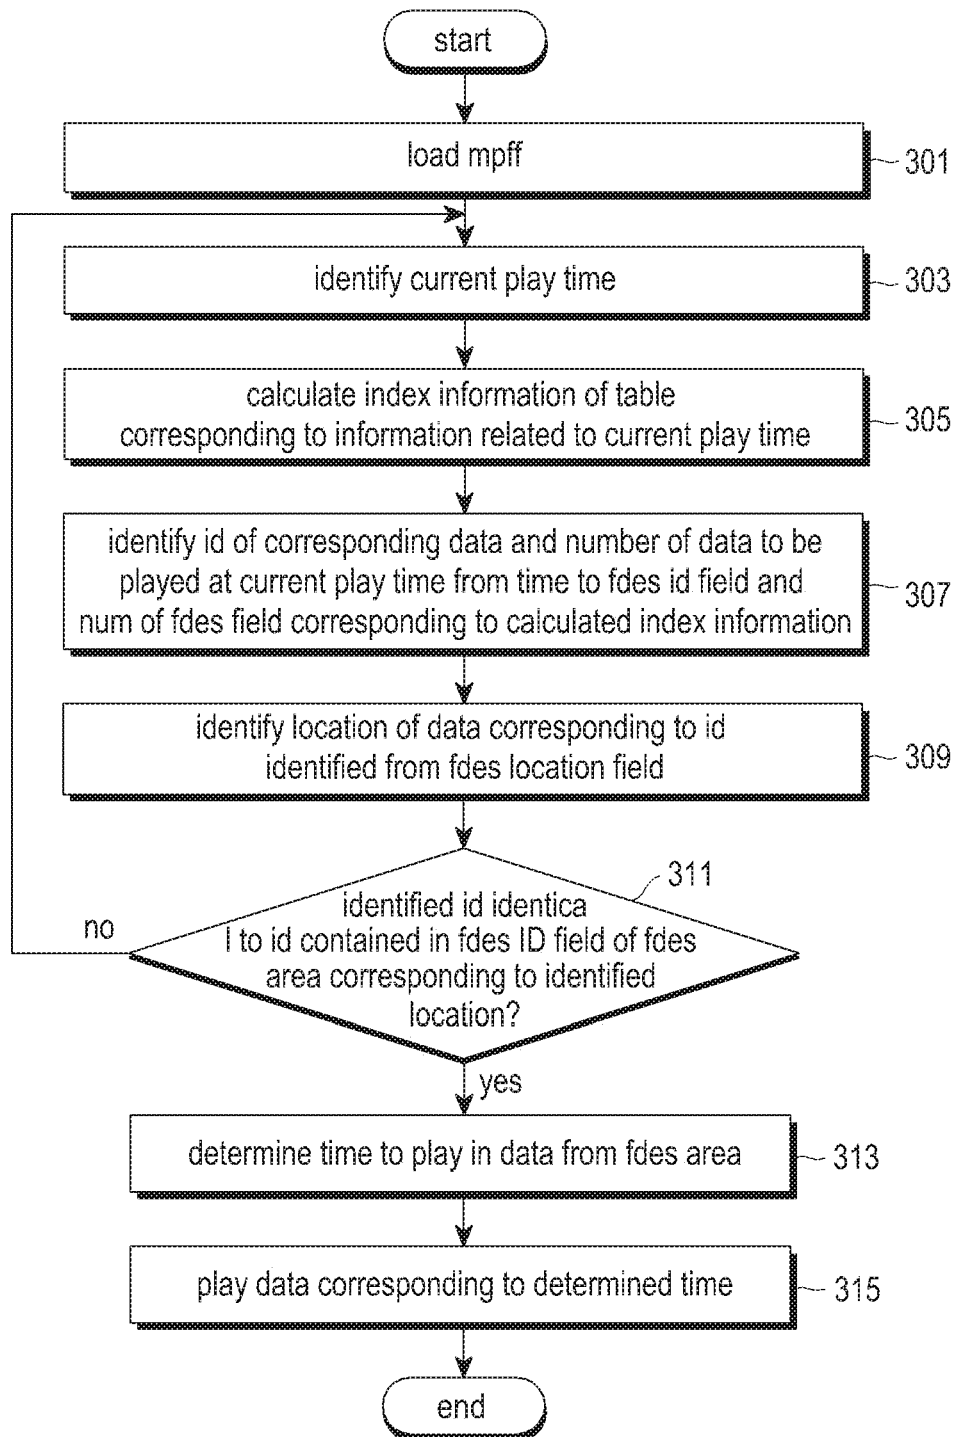 start
load mpff
301
identify current play time
303
calculate index information of table
corresponding to information related to current play time
305
identify id of corresponding data and number of data to be
played at current play time from time to fdes id field and
num of fdes field corresponding to calculated index information
307
identify location of data corresponding to id
identified from fdes location field
309
311
identified id identica
l to id contained in fdes ID field of fdes
area corresponding to identified
location?
no
yes
determine time to play in data from fdes area
313
play data corresponding to determined time
315
end